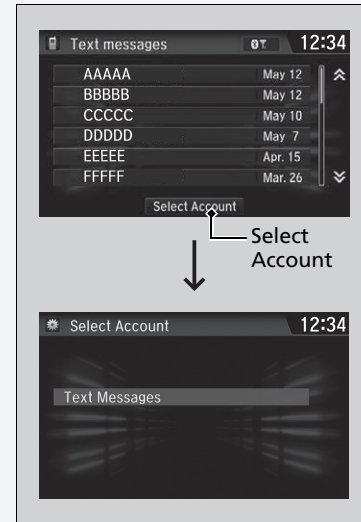 Text messages 12:34
AAAAA May 12
BBBBB May 12
CCCCC May 10
DDDDD May 7
EEEEE Apr. 15
FFFFF Mar. 26
Select Account
Select
Account
Select Account 12:34
Text Messages